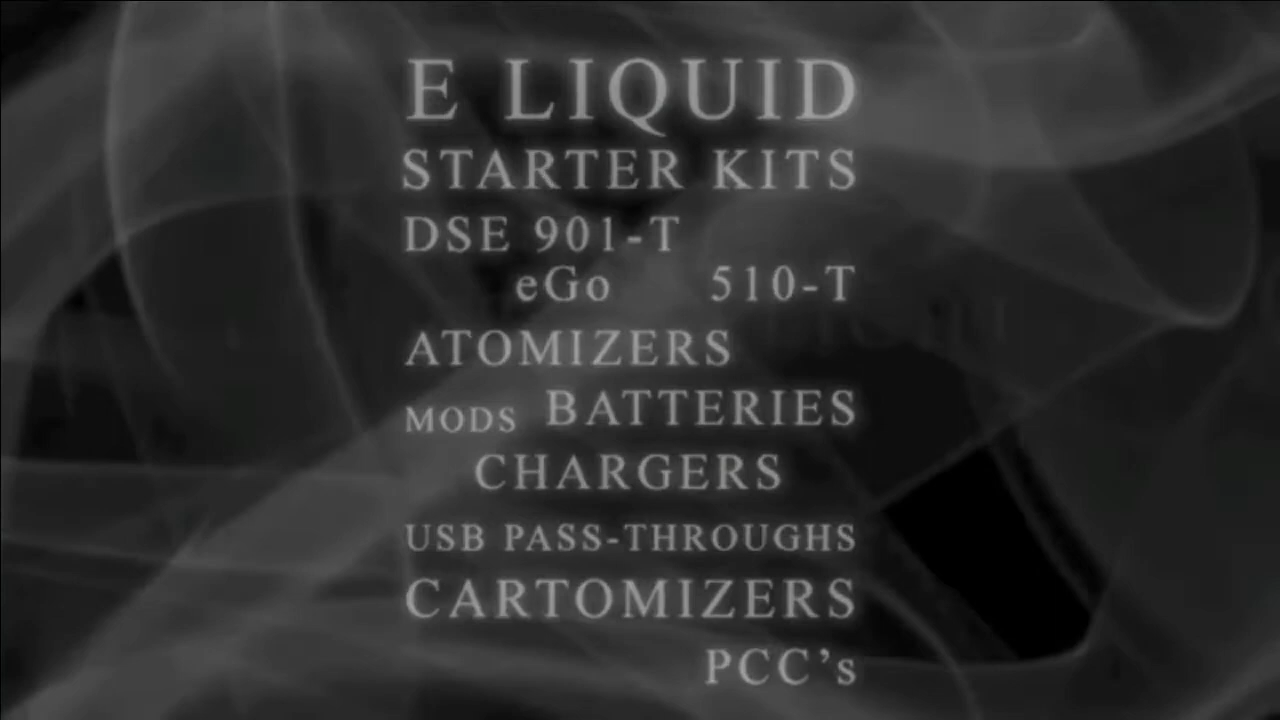 E LIQUID
STARTER KITS
DSE 901-T
eGo 510-T
ATOMIZERS
MODS BATTERIES
CHARGERS
USB PASS-THROUGHS
CARTOMIZERS
PCC's